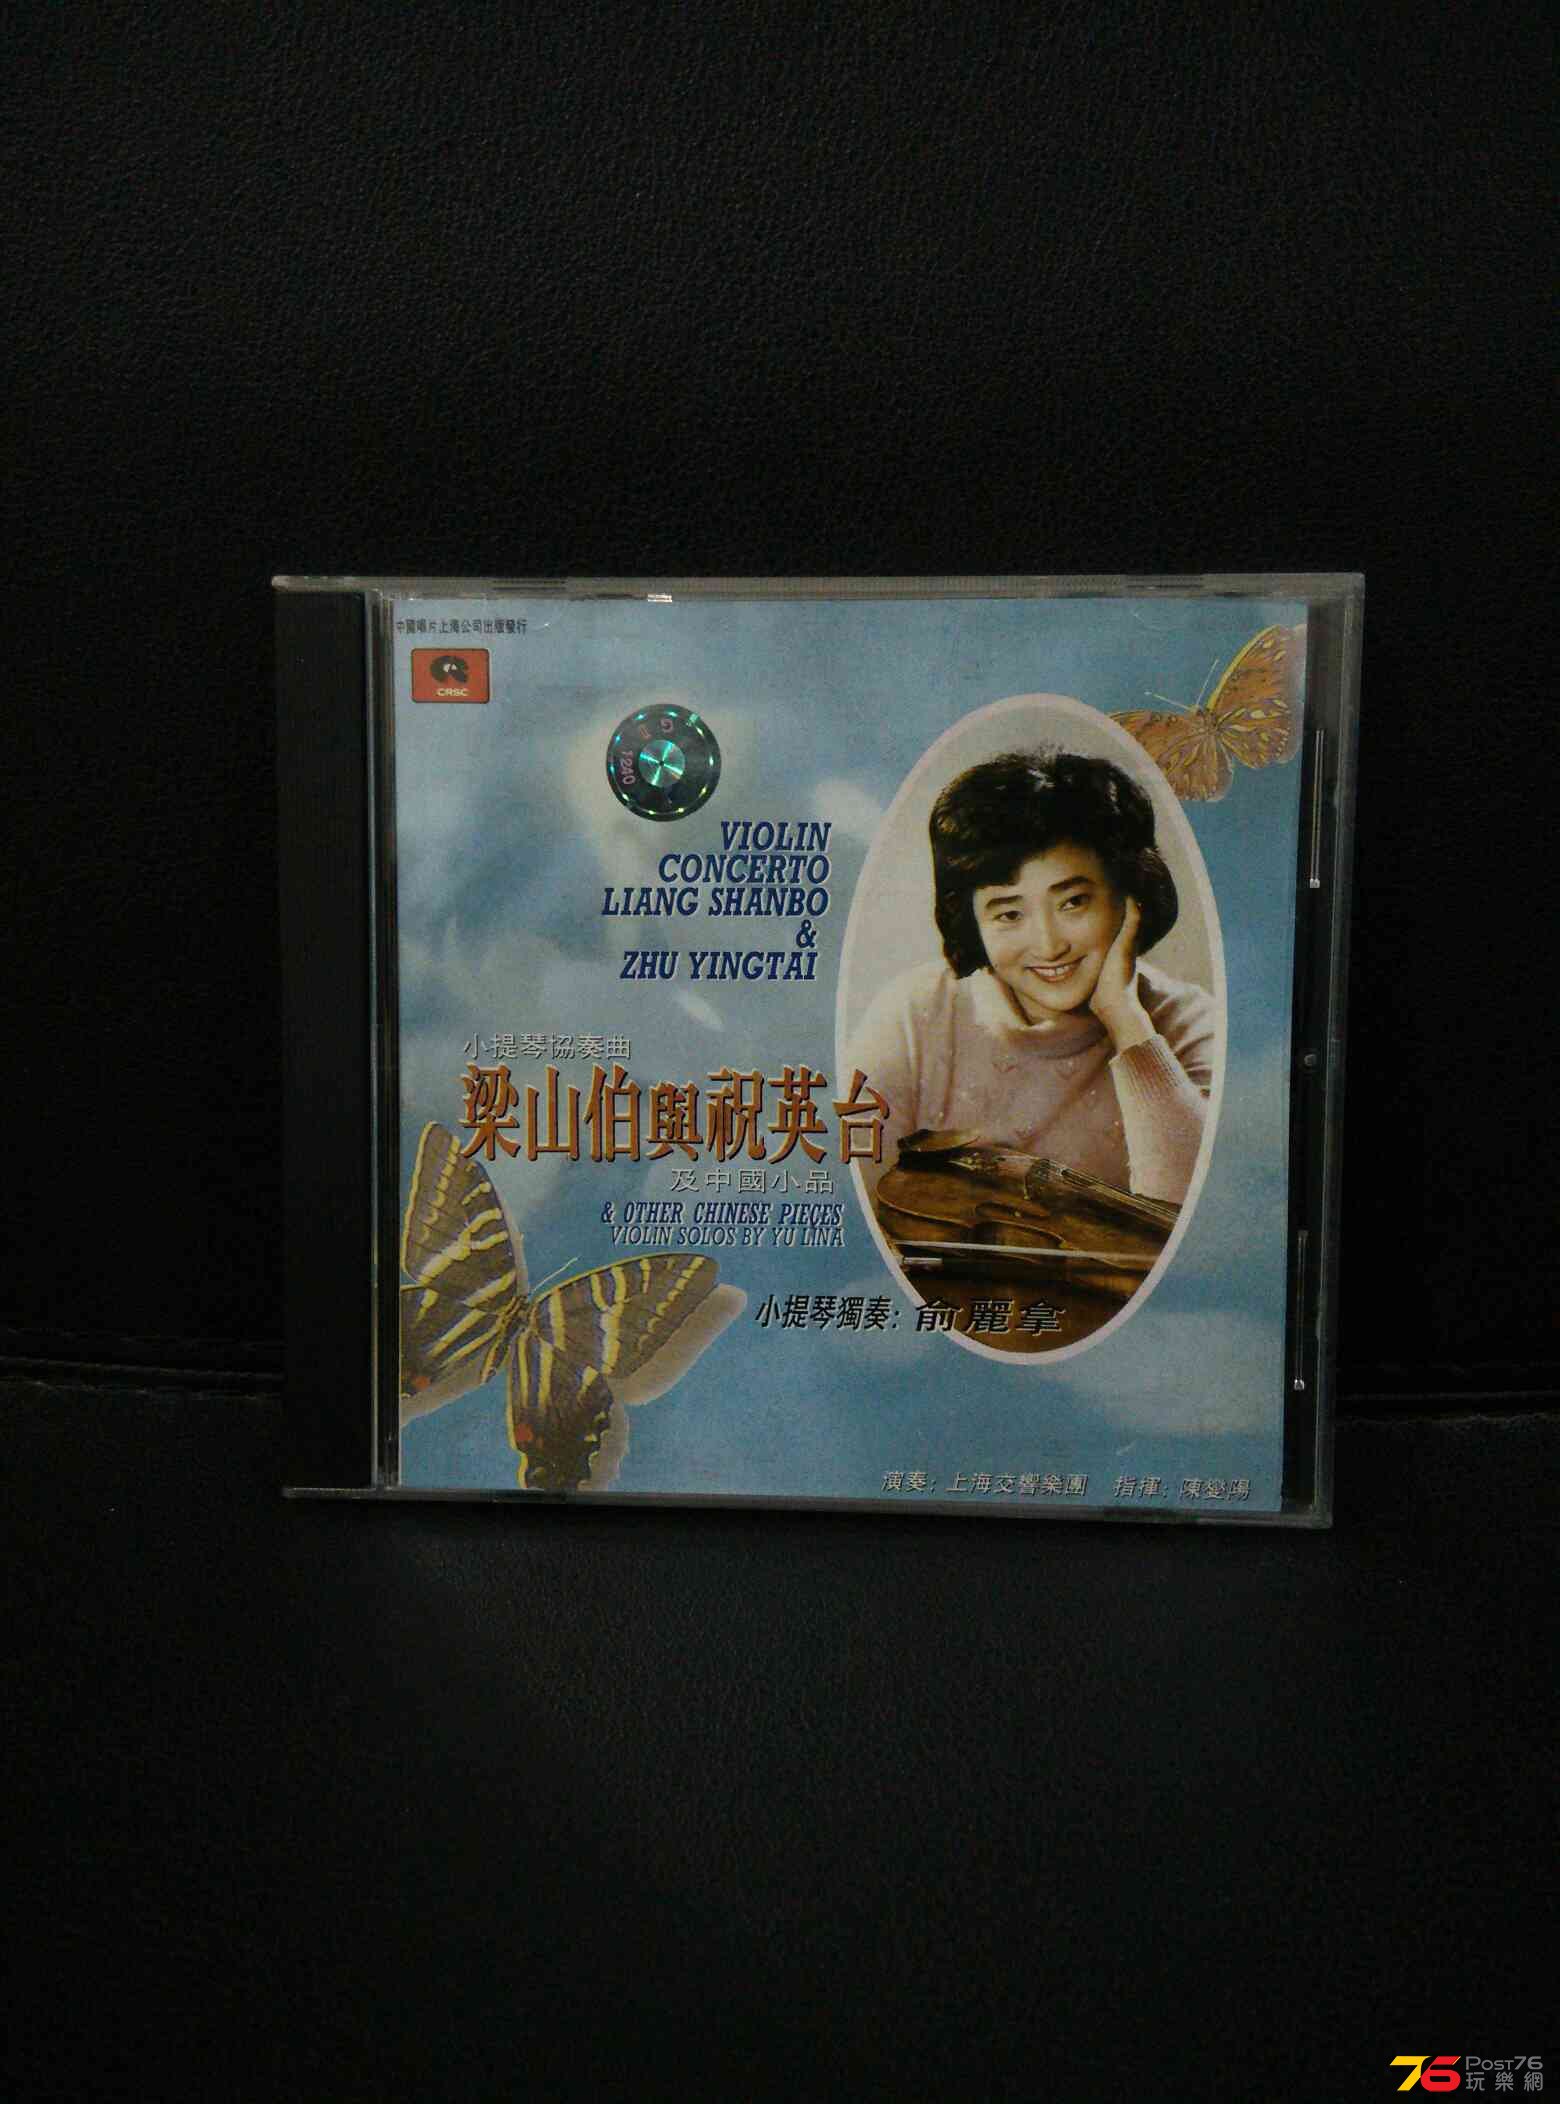 中國唱片上海公司出版發行
CRSC
1240
VIOLIN
CONCERTO
LIANG SHANBO
&
ZHU YINGTAI
小提琴協奏曲
梁山伯與祝英台
及中國小品
& OTHER CHINESE PIECES
VIOLIN SOLOS BY YU LINA
小提琴獨奏: 俞麗拿
演奏: 上海交響樂團 指揮: 陳燮陽
76 Post76
玩樂網